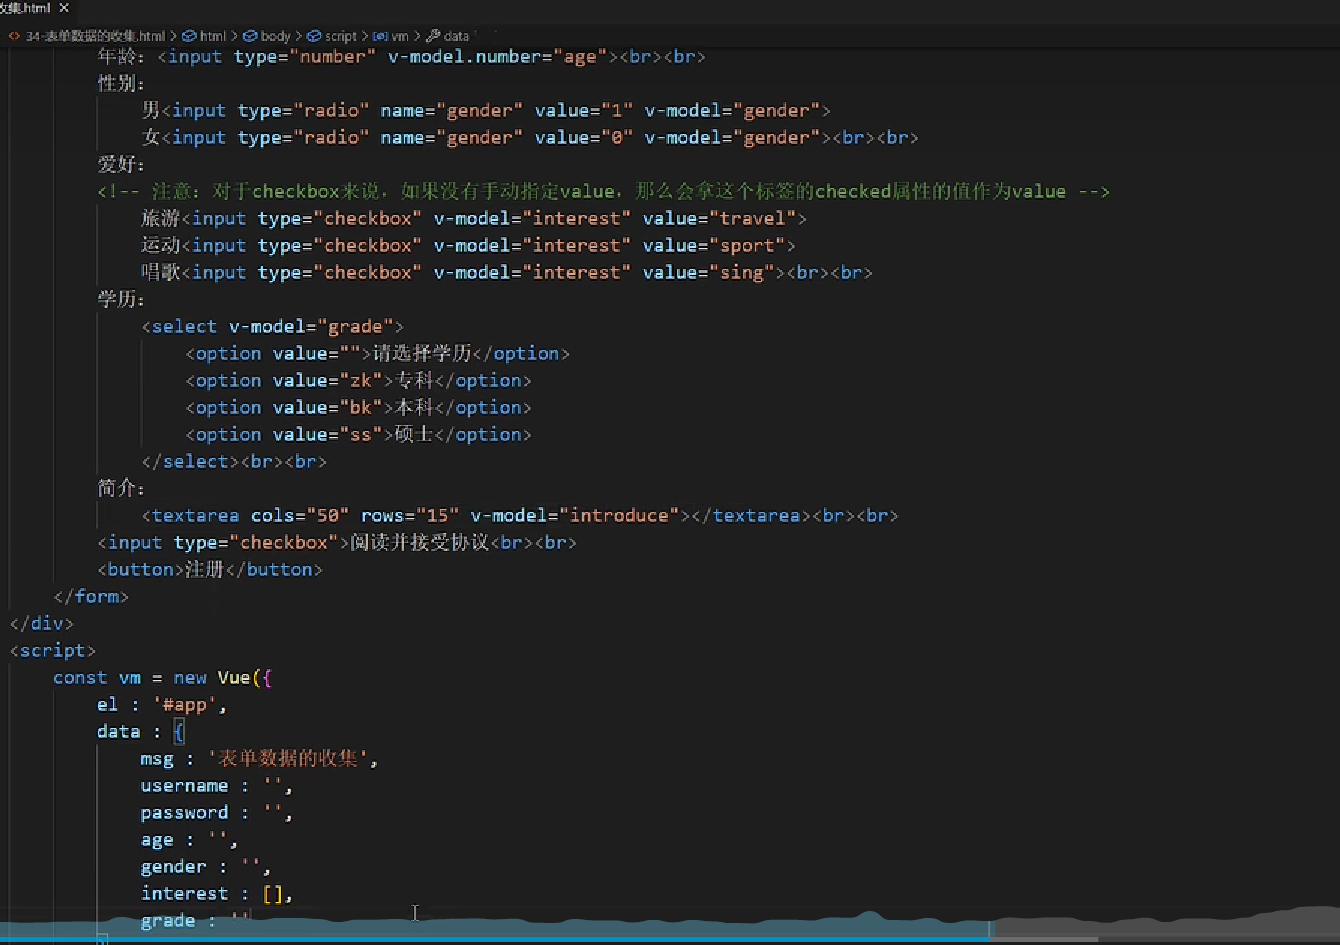 收集.html ×
<> 34-表单数据的收集.html > html > body > script > vm > data
年龄：<input type="number" v-model.number="age"><br><br>
性别：
男<input type="radio" name="gender" value="1" v-model="gender">
女<input type="radio" name="gender" value="0" v-model="gender"><br><br>
爱好：
<!-- 注意：对于checkbox来说，如果没有手动指定value，那么会拿这个标签的checked属性的值作为value -->
旅游<input type="checkbox" v-model="interest" value="travel">
运动<input type="checkbox" v-model="interest" value="sport">
唱歌<input type="checkbox" v-model="interest" value="sing"><br><br>
学历：
<select v-model="grade">
<option value="">请选择学历</option>
<option value="zk">专科</option>
<option value="bk">本科</option>
<option value="ss">硕士</option>
</select><br><br>
简介：
<textarea cols="50" rows="15" v-model="introduce"></textarea><br><br>
<input type="checkbox">阅读并接受协议<br><br>
<button>注册</button>
</form>
</div>
<script>
const vm = new Vue({
el : '#app',
data : {
msg : '表单数据的收集',
username : '',
password : '',
age : '',
gender : '',
interest : [],
grade : ''
}